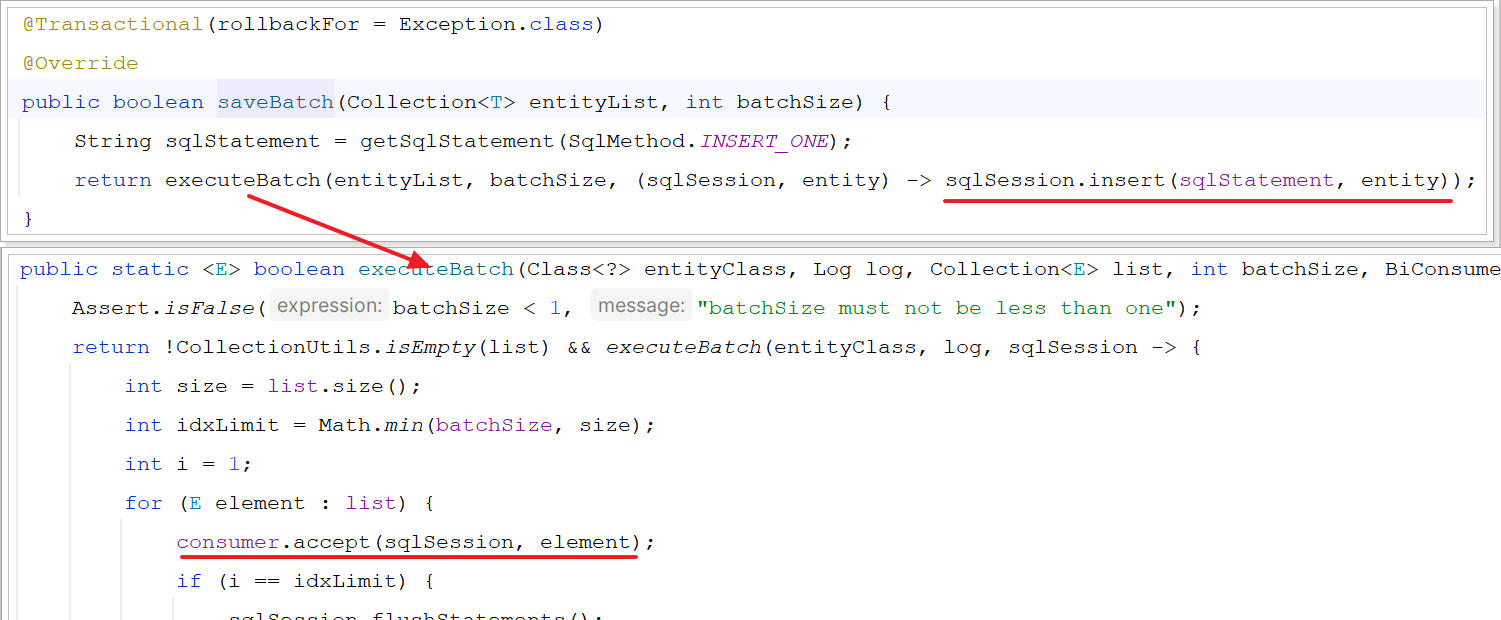 @Transactional(rollbackFor = Exception.class)
@Override
public boolean saveBatch(Collection<T> entityList, int batchSize) {
    String sqlStatement = getSqlStatement(SqlMethod.INSERT_ONE);
    return executeBatch(entityList, batchSize, (sqlSession, entity) -> sqlSession.insert(sqlStatement, entity));
}
public static <E> boolean executeBatch(Class<?> entityClass, Log log, Collection<E> list, int batchSize, BiConsume
    Assert.isFalse( expression: batchSize < 1, message: "batchSize must not be less than one");
    return !CollectionUtils.isEmpty(list) && executeBatch(entityClass, log, sqlSession -> {
        int size = list.size();
        int idxLimit = Math.min(batchSize, size);
        int i = 1;
        for (E element : list) {
            consumer.accept(sqlSession, element);
            if (i == idxLimit) {
                sqlSession.flushStatements();